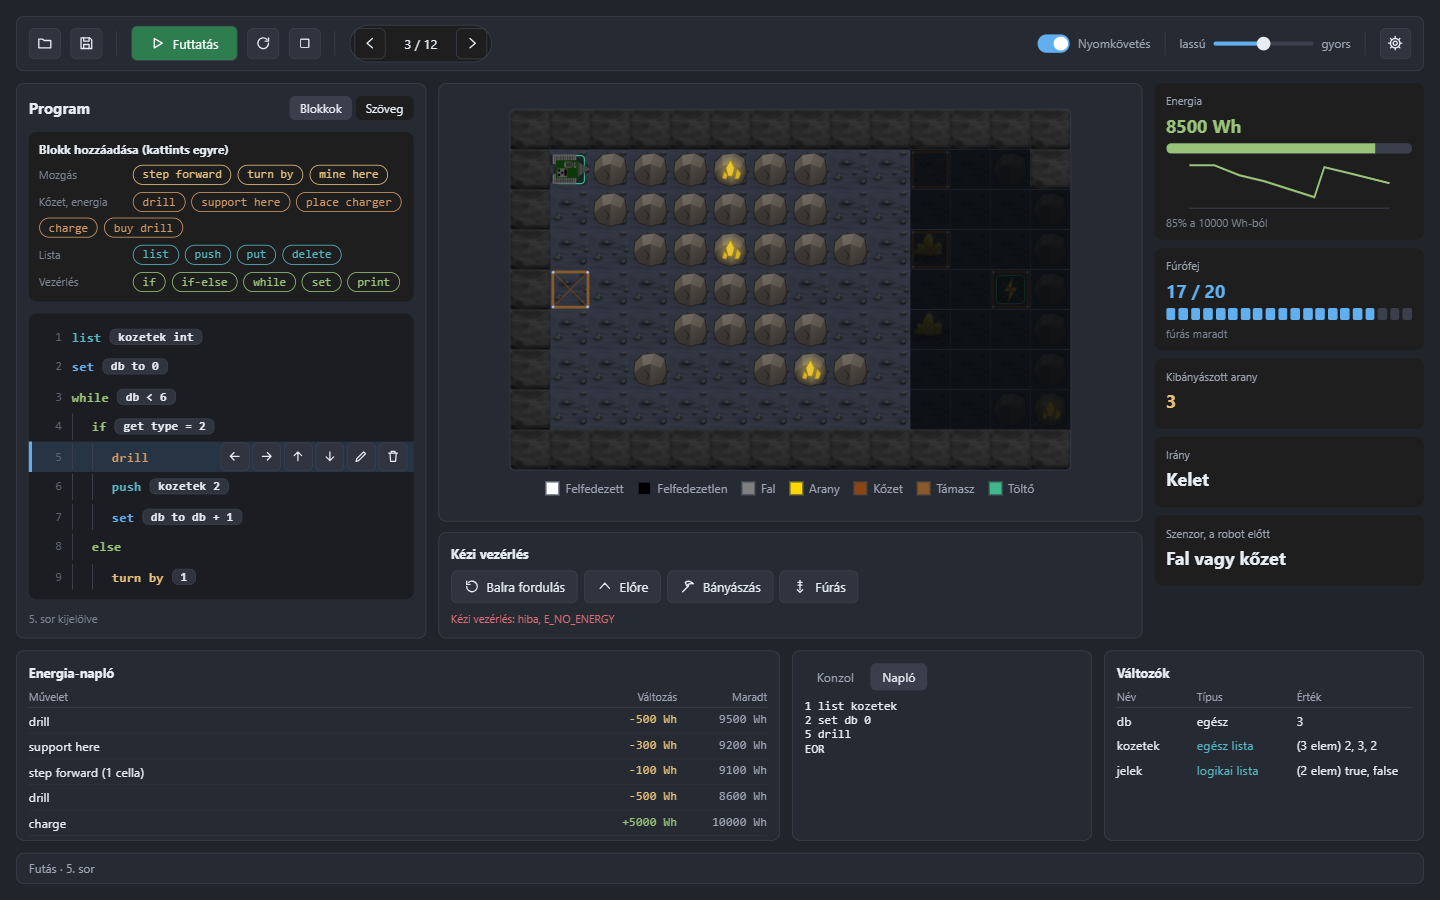 Futtatás
3 / 12
Nyomkövetés
lassú
gyors
Program
Blokkok
Szöveg
Blokk hozzáadása (kattints egyre)
Mozgás
step forward
turn by
mine here
Kőzet, energia
drill
support here
place charger
charge
buy drill
Lista
list
push
put
delete
Vezérlés
if
if-else
while
set
print
1 list kozetek int
2 set db to 0
3 while db < 6
4 if get type = 2
5 drill
6 push kozetek 2
7 set db to db + 1
8 else
9 turn by 1
5. sor kijelölve
Felfedezett
Felfedezetlen
Fal
Arany
Kőzet
Támasz
Töltő
Kézi vezérlés
Balra fordulás
Előre
Bányászás
Fúrás
Kézi vezérlés: hiba, E_NO_ENERGY
Energia
8500 Wh
85% a 10000 Wh-ból
Fúrófej
17 / 20
fúrás maradt
Kibányászott arany
3
Irány
Kelet
Szenzor, a robot előtt
Fal vagy kőzet
Energia-napló
Művelet Változás Maradt
drill -500 Wh 9500 Wh
support here -300 Wh 9200 Wh
step forward (1 cella) -100 Wh 9100 Wh
drill -500 Wh 8600 Wh
charge +5000 Wh 10000 Wh
Konzol
Napló
1 list kozetek
2 set db 0
5 drill
EOR
Változók
Név Típus Érték
db egész 3
kozetek egész lista (3 elem) 2, 3, 2
jelek logikai lista (2 elem) true, false
Futás · 5. sor